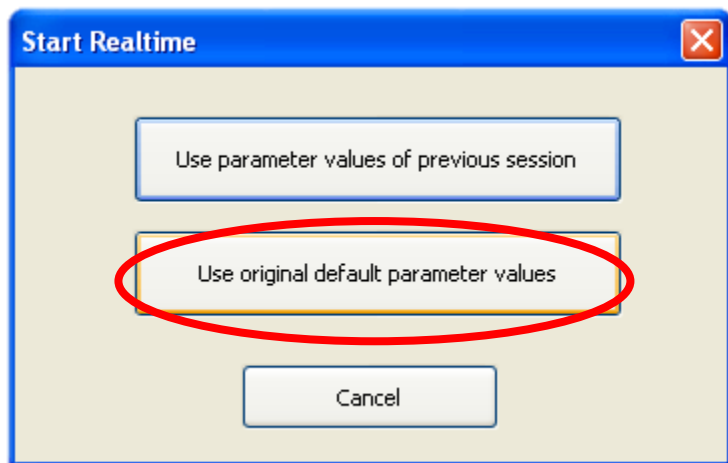 Start Realtime
Use parameter values of previous session
Use original default parameter values
Cancel